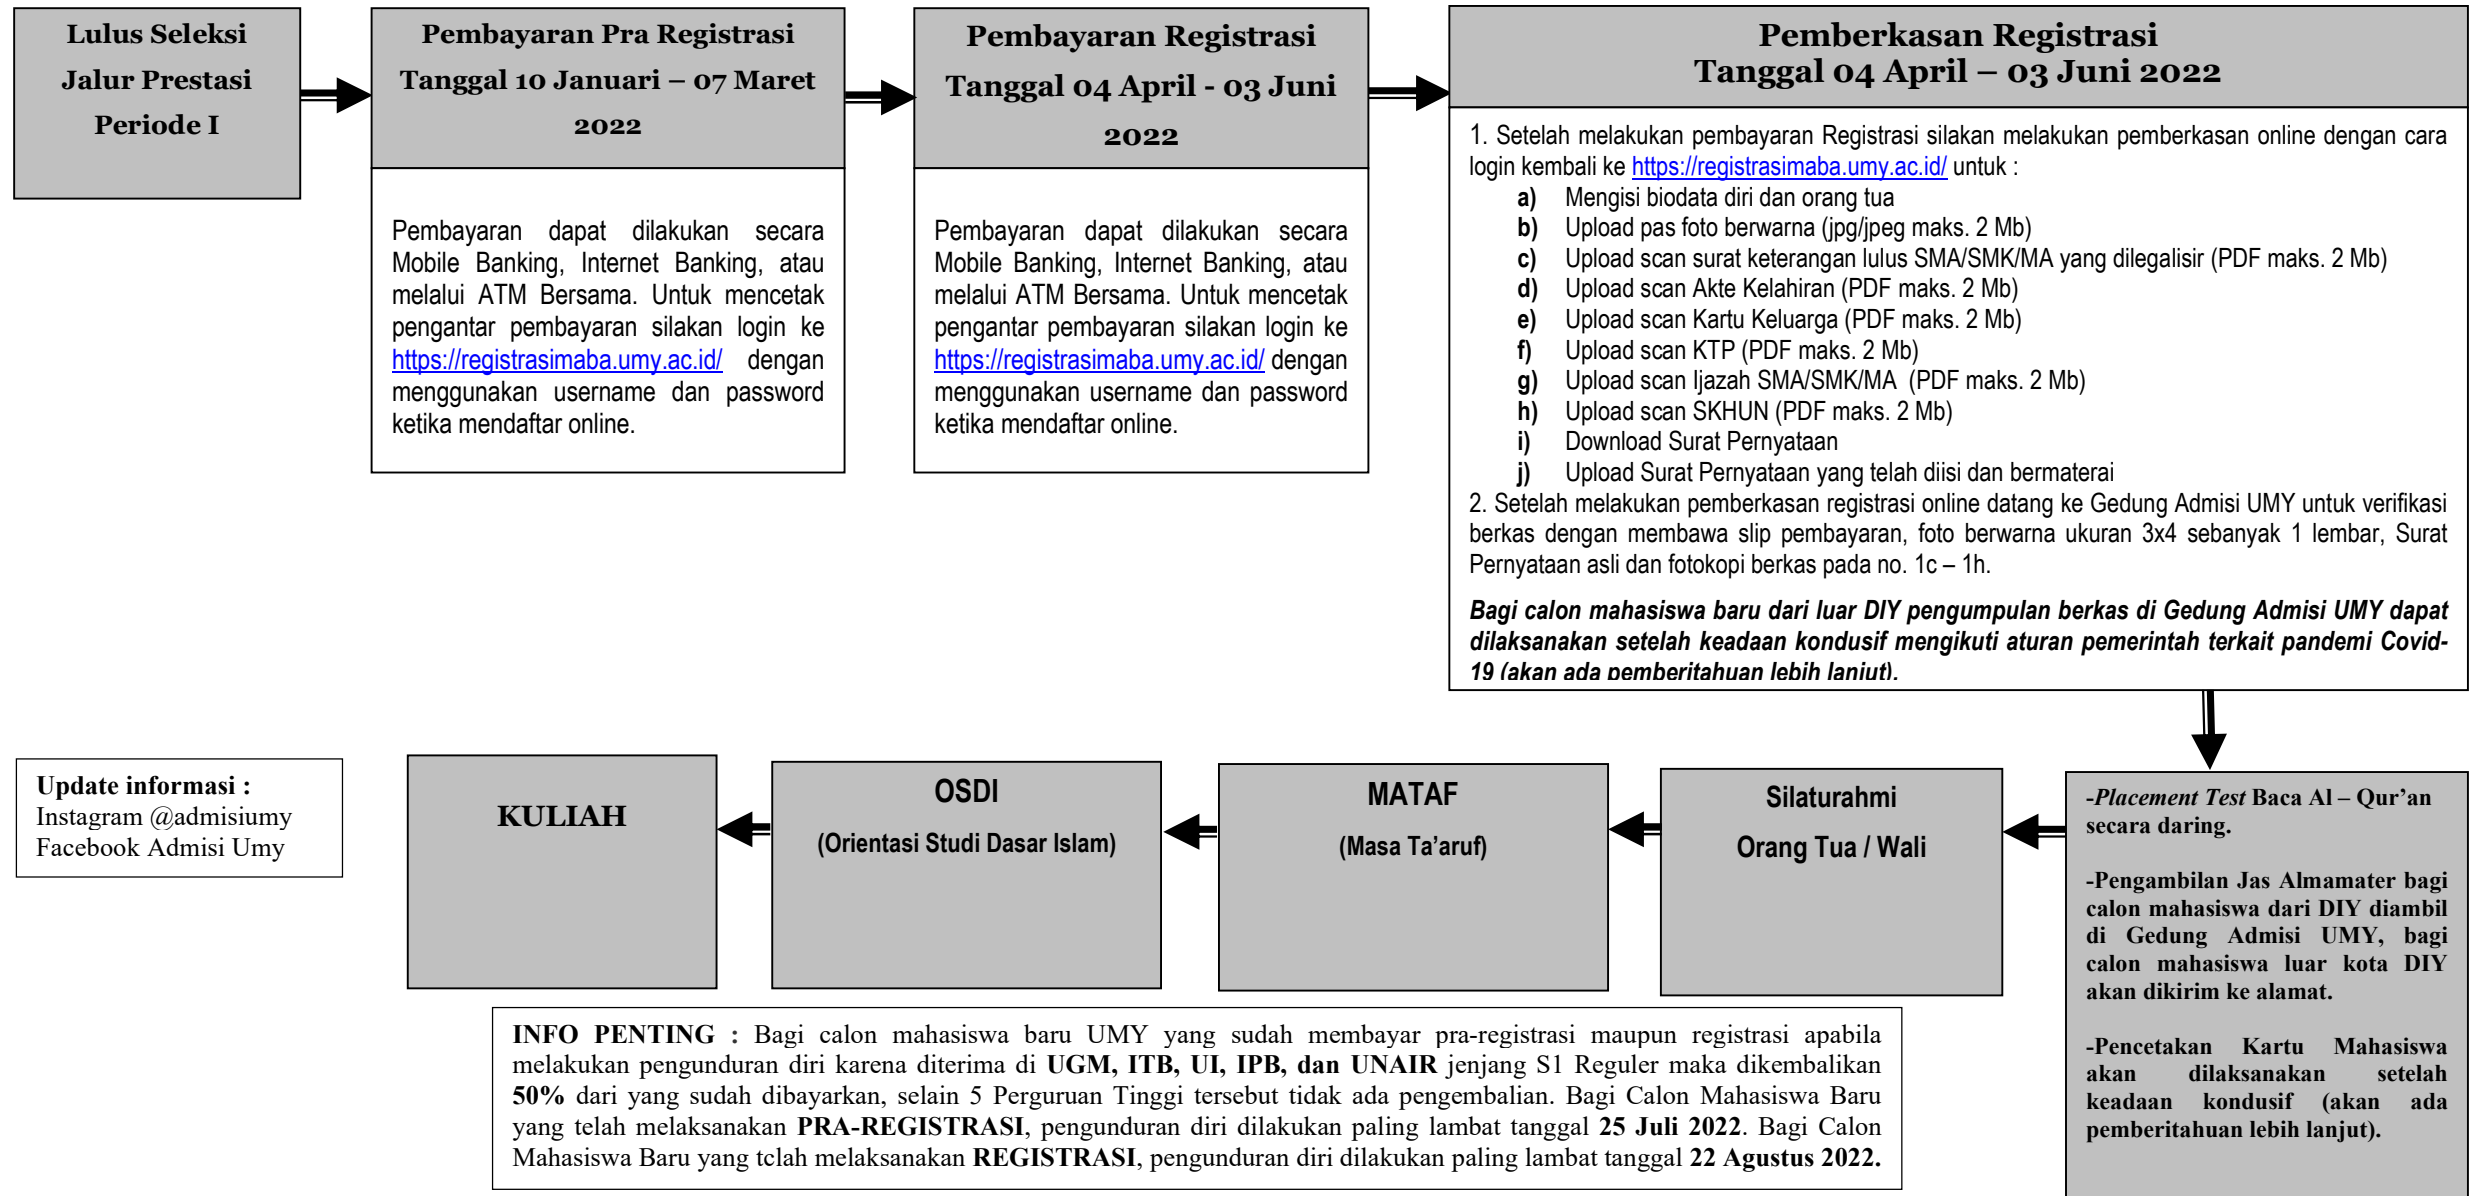 Lulus Seleksi
Jalur Prestasi
Periode I
Pembayaran Pra Registrasi
Tanggal 10 Januari – 07 Maret
2022
Pembayaran dapat dilakukan secara
Mobile Banking, Internet Banking, atau
melalui ATM Bersama. Untuk mencetak
pengantar pembayaran silakan login ke
https://registrasimaba.umy.ac.id/ dengan
menggunakan username dan password
ketika mendaftar online.
Pembayaran Registrasi
Tanggal 04 April - 03 Juni
2022
Pembayaran dapat dilakukan secara
Mobile Banking, Internet Banking, atau
melalui ATM Bersama. Untuk mencetak
pengantar pembayaran silakan login ke
https://registrasimaba.umy.ac.id/ dengan
menggunakan username dan password
ketika mendaftar online.
Pemberkasan Registrasi
Tanggal 04 April – 03 Juni 2022
1. Setelah melakukan pembayaran Registrasi silakan melakukan pemberkasan online dengan cara
login kembali ke https://registrasimaba.umy.ac.id/ untuk :
a) Mengisi biodata diri dan orang tua
b) Upload pas foto berwarna (jpg/jpeg maks. 2 Mb)
c) Upload scan surat keterangan lulus SMA/SMK/MA yang dilegalisir (PDF maks. 2 Mb)
d) Upload scan Akte Kelahiran (PDF maks. 2 Mb)
e) Upload scan Kartu Keluarga (PDF maks. 2 Mb)
f) Upload scan KTP (PDF maks. 2 Mb)
g) Upload scan Ijazah SMA/SMK/MA (PDF maks. 2 Mb)
h) Upload scan SKHUN (PDF maks. 2 Mb)
i) Download Surat Pernyataan
j) Upload Surat Pernyataan yang telah diisi dan bermaterai
2. Setelah melakukan pemberkasan registrasi online datang ke Gedung Admisi UMY untuk verifikasi
berkas dengan membawa slip pembayaran, foto berwarna ukuran 3x4 sebanyak 1 lembar, Surat
Pernyataan asli dan fotokopi berkas pada no. 1c – 1h.
Bagi calon mahasiswa baru dari luar DIY pengumpulan berkas di Gedung Admisi UMY dapat
dilaksanakan setelah keadaan kondusif mengikuti aturan pemerintah terkait pandemi Covid-
19 (akan ada pemberitahuan lebih lanjut).
Update informasi :
Instagram @admisiumy
Facebook Admisi Umy
KULIAH
OSDI
(Orientasi Studi Dasar Islam)
MATAF
(Masa Ta’aruf)
Silaturahmi
Orang Tua / Wali
-Placement Test Baca Al – Qur’an
secara daring.
-Pengambilan Jas Almamater bagi
calon mahasiswa dari DIY diambil
di Gedung Admisi UMY, bagi
calon mahasiswa luar kota DIY
akan dikirim ke alamat.
-Pencetakan Kartu Mahasiswa
akan dilaksanakan setelah
keadaan kondusif (akan ada
pemberitahuan lebih lanjut).
INFO PENTING : Bagi calon mahasiswa baru UMY yang sudah membayar pra-registrasi maupun registrasi apabila
melakukan pengunduran diri karena diterima di UGM, ITB, UI, IPB, dan UNAIR jenjang S1 Reguler maka dikembalikan
50% dari yang sudah dibayarkan, selain 5 Perguruan Tinggi tersebut tidak ada pengembalian. Bagi Calon Mahasiswa Baru
yang telah melaksanakan PRA-REGISTRASI, pengunduran diri dilakukan paling lambat tanggal 25 Juli 2022. Bagi Calon
Mahasiswa Baru yang tclah melaksanakan REGISTRASI, pengunduran diri dilakukan paling lambat tanggal 22 Agustus 2022.